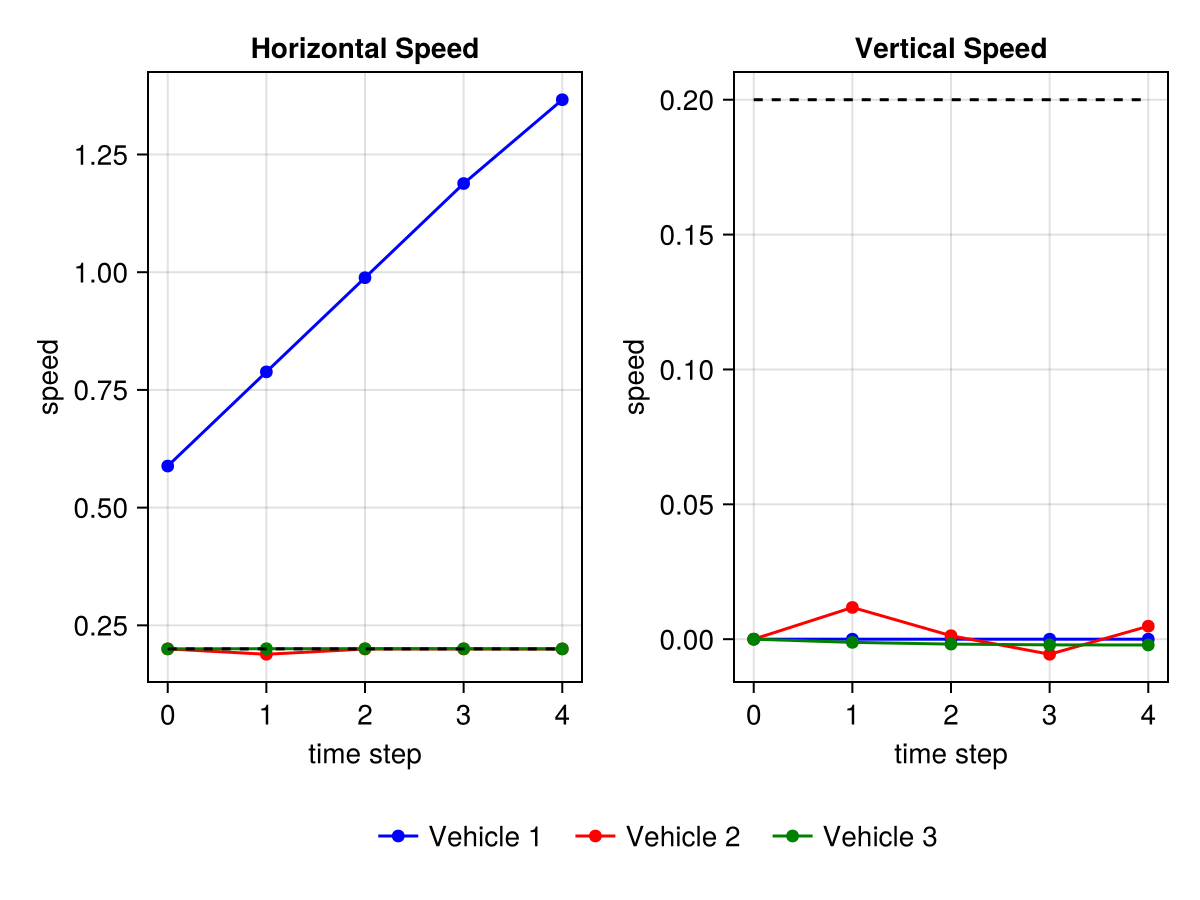 Horizontal Speed
1.25
1.00
0.75
0.50
0.25
speed
0 1 2 3 4
time step
Vertical Speed
0.20
0.15
0.10
0.05
0.00
speed
0 1 2 3 4
time step
Vehicle 1 Vehicle 2 Vehicle 3